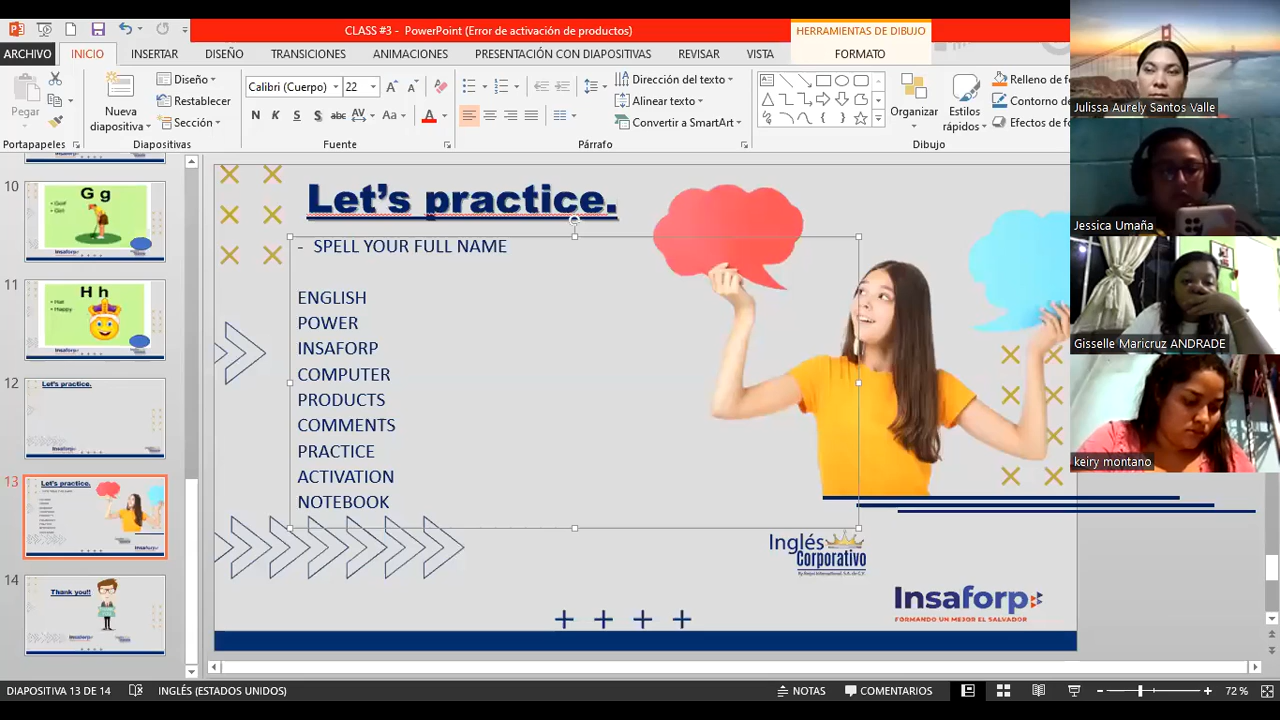 CLASS #3 - PowerPoint (Error de activación de productos)
HERRAMIENTAS DE DIBUJO
ARCHIVO INICIO INSERTAR DISEÑO TRANSICIONES ANIMACIONES PRESENTACIÓN CON DIAPOSITIVAS REVISAR VISTA FORMATO
Pegar
Nueva diapositiva
Diseño
Restablecer
Sección
Calibri (Cuerpo) 22
N K S S abc AV Aa A
Dirección del texto
Alinear texto
Convertir a SmartArt
Organizar
Estilos rápidos
Relleno de f
Contorno de
Efectos de fo
Portapapeles Diapositivas Fuente Párrafo Dibujo
10
G g
Golf
Girl
11
H h
Hat
Happy
12
Let's practice.
13
Let's practice.
14
Thank you!!
Let's practice.
- SPELL YOUR FULL NAME
ENGLISH
POWER
INSAFORP
COMPUTER
PRODUCTS
COMMENTS
PRACTICE
ACTIVATION
NOTEBOOK
Inglés
Corporativo
Insaforp
FORMANDO UN MEJOR EL SALVADOR
Julissa Aurely Santos Valle
Jessica Umaña
Gisselle Maricruz ANDRADE
keiry montano
DIAPOSITIVA 13 DE 14 INGLÉS (ESTADOS UNIDOS) NOTAS COMENTARIOS 72 %